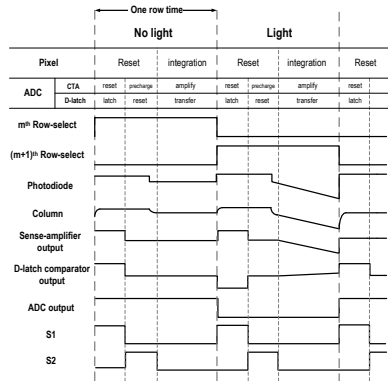 One row time
No light Light
Pixel Reset integration Reset integration Reset
ADC CTA reset precharge amplify reset precharge amplify reset
D-latch latch reset transfer latch reset transfer latch
mth Row-select
(m+1)th Row-select
Photodiode
Column
Sense-amplifier
output
D-latch comparator
output
ADC output
S1
S2